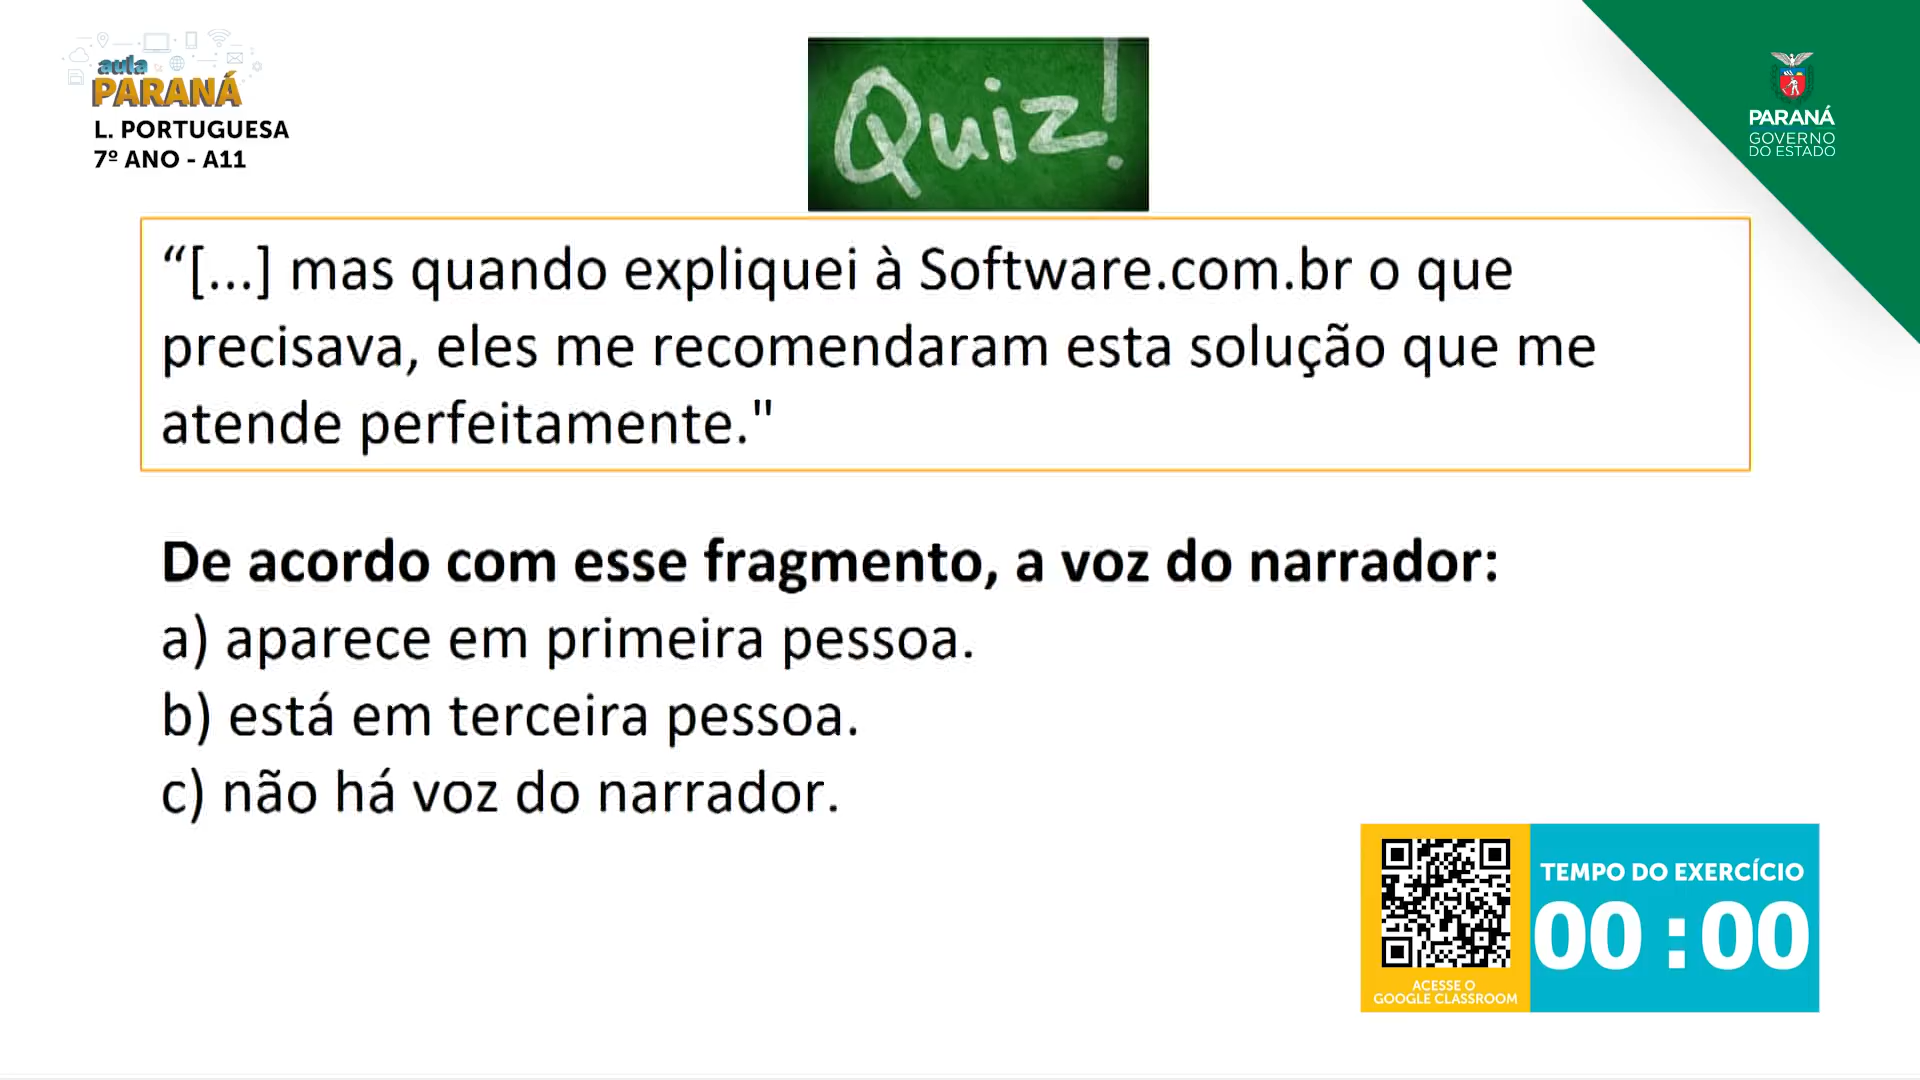 aula
PARANÁ
L. PORTUGUESA
7º ANO - A11
Quiz!
PARANÁ
GOVERNO
DO ESTADO
“[...] mas quando expliquei à Software.com.br o que
precisava, eles me recomendaram esta solução que me
atende perfeitamente."
De acordo com esse fragmento, a voz do narrador:
a) aparece em primeira pessoa.
b) está em terceira pessoa.
c) não há voz do narrador.
TEMPO DO EXERCÍCIO
00:00
ACESSE O
GOOGLE CLASSROOM